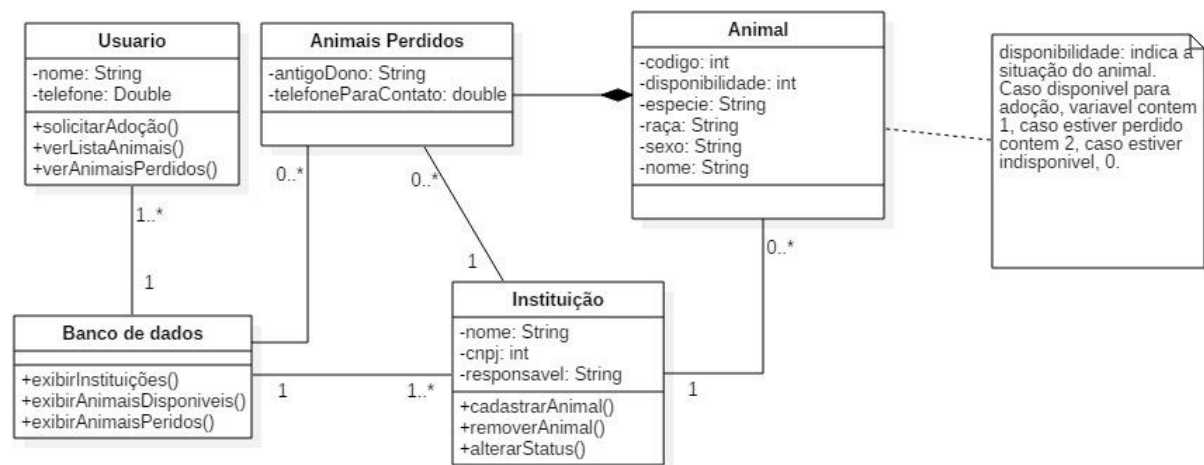 Usuario
-nome: String
-telefone: Double
+solicitarAdoção()
+verListaAnimais()
+verAnimaisPerdidos()
Animais Perdidos
-antigoDono: String
-telefoneParaContato: double
Animal
-codigo: int
-disponibilidade: int
-especie: String
-raça: String
-sexo: String
-nome: String
disponibilidade: indica a
situação do animal.
Caso disponivel para
adoção, variavel contem
1, caso estiver perdido
contem 2, caso estiver
indisponivel, 0.
1..*
1
0..*
0..*
1
0..*
Banco de dados
+exibirInstituições()
+exibirAnimaisDisponiveis()
+exibirAnimaisPeridos()
1
1..*
Instituição
-nome: String
-cnpj: int
-responsavel: String
+cadastrarAnimal()
+removerAnimal()
+alterarStatus()
1